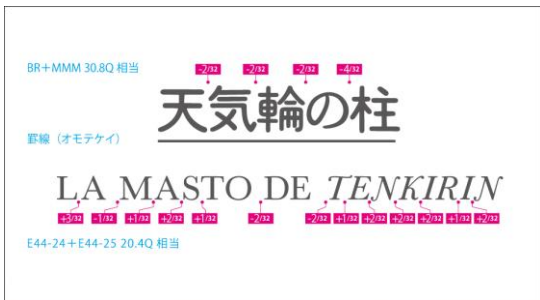 BR+MMM 30.8Q 相当
-2/32 -2/32 -2/32 -4/32
天気輪の柱
罫線（オモテケイ）
LA MASTO DE TENKIRIN
+3/32 -1/32 +1/32 +2/32 +1/32 -2/32 -2/32 +1/32 +2/32 +2/32 +2/32 +1/32 +2/32
E44-24+E44-25 20.4Q 相当